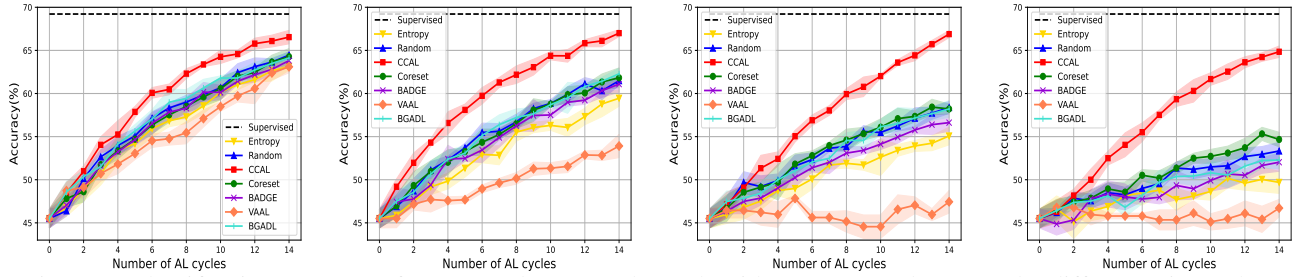 Accuracy(%)
70
65
60
55
50
45
0 2 4 6 8 10 12 14
Number of AL cycles
Supervised
Entropy
Random
CCAL
Coreset
BADGE
VAAL
BGADL
Accuracy(%)
70
65
60
55
50
45
0 2 4 6 8 10 12 14
Number of AL cycles
Supervised
Entropy
Random
CCAL
Coreset
BADGE
VAAL
BGADL
Accuracy(%)
70
65
60
55
50
45
0 2 4 6 8 10 12 14
Number of AL cycles
Supervised
Entropy
Random
CCAL
Coreset
BADGE
VAAL
BGADL
Accuracy(%)
70
65
60
55
50
45
0 2 4 6 8 10 12 14
Number of AL cycles
Supervised
Entropy
Random
CCAL
Coreset
BADGE
VAAL
BGADL